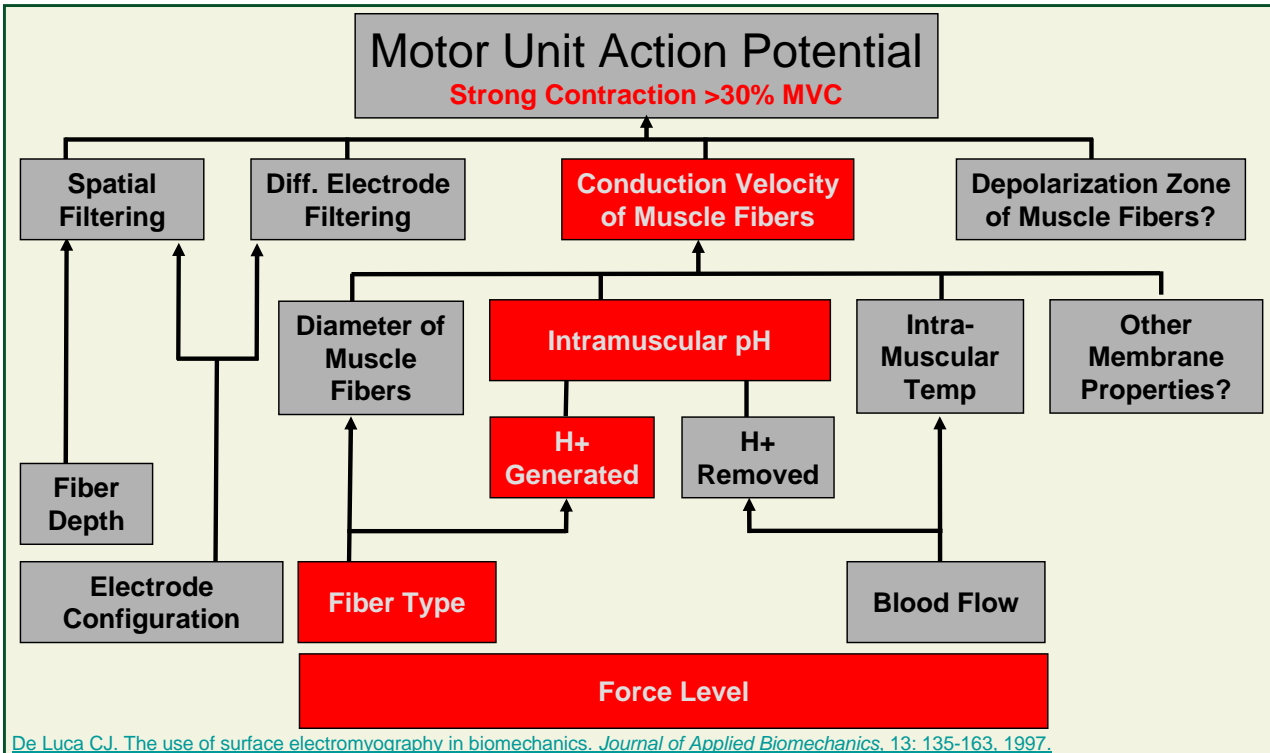 Motor Unit Action Potential
Strong Contraction >30% MVC
Spatial
Filtering
Diff. Electrode
Filtering
Conduction Velocity
of Muscle Fibers
Depolarization Zone
of Muscle Fibers?
Diameter of
Muscle
Fibers
Intramuscular pH
Intra-
Muscular
Temp
Other
Membrane
Properties?
H+
Generated
H+
Removed
Fiber
Depth
Electrode
Configuration
Fiber Type
Blood Flow
Force Level
De Luca CJ. The use of surface electromyography in biomechanics. Journal of Applied Biomechanics, 13: 135-163, 1997.